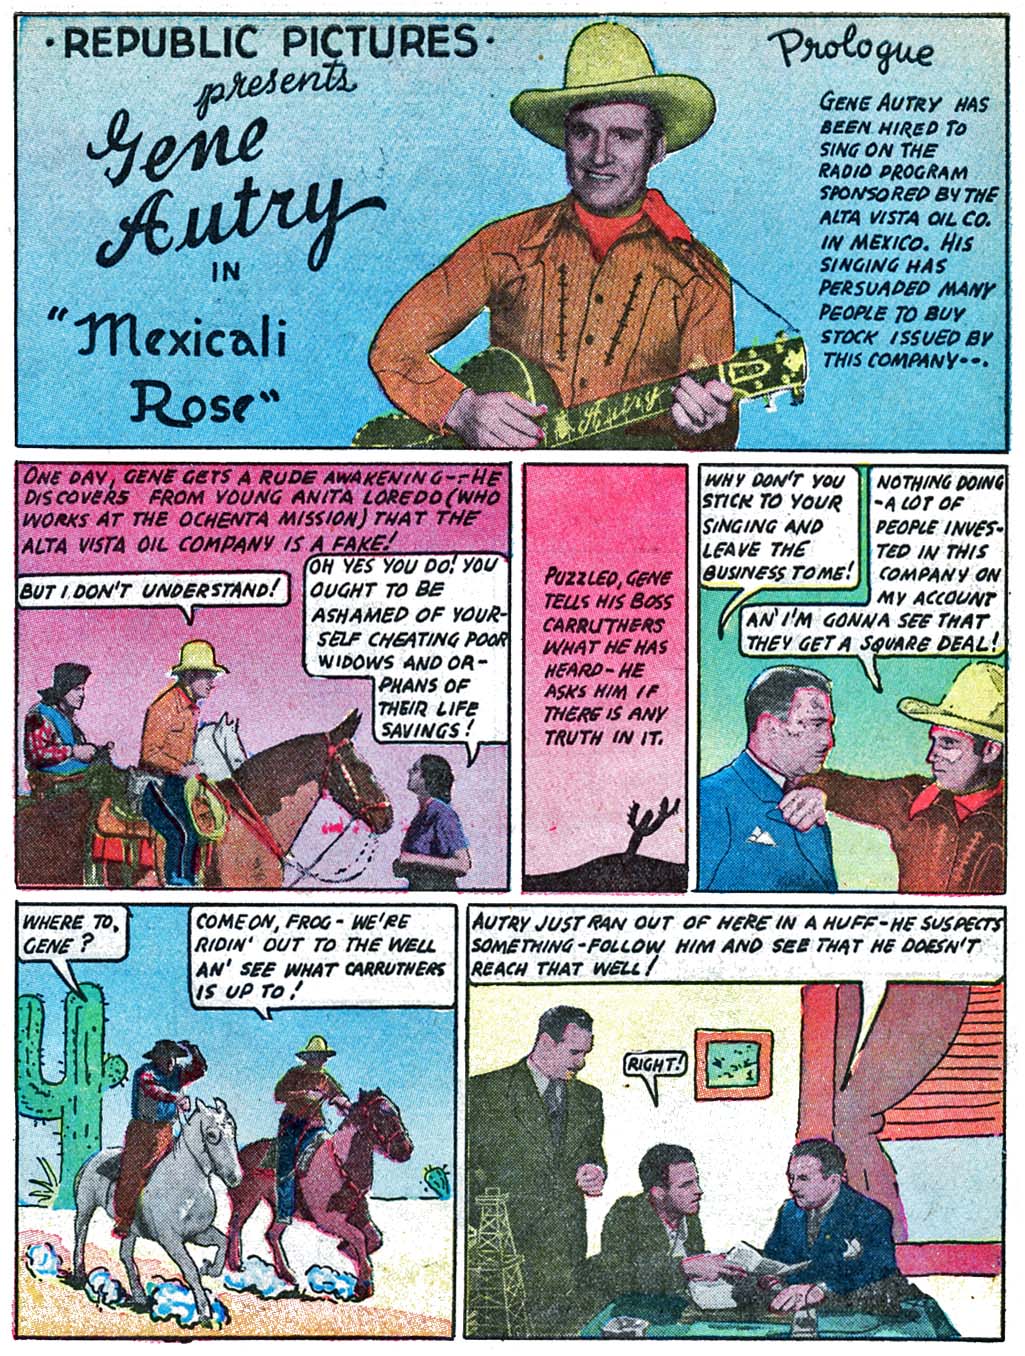 ·REPUBLIC PICTURES·
presents
Gene
Autry
IN
"Mexicali
Rose"
Prologue
GENE AUTRY HAS
BEEN HIRED TO
SING ON THE
RADIO PROGRAM
SPONSORED BY THE
ALTA VISTA OIL CO.
IN MEXICO. HIS
SINGING HAS
PERSUADED MANY
PEOPLE TO BUY
STOCK ISSUED BY
THIS COMPANY--.
Autry
ONE DAY, GENE GETS A RUDE AWAKENING--HE
DISCOVERS FROM YOUNG ANITA LOREDO (WHO
WORKS AT THE OCHENTA MISSION) THAT THE
ALTA VISTA OIL COMPANY IS A FAKE!
BUT I DON'T UNDERSTAND!
OH YES YOU DO! YOU
OUGHT TO BE
ASHAMED OF YOUR-
SELF CHEATING POOR
WIDOWS AND OR-
PHANS OF
THEIR LIFE
SAVINGS!
PUZZLED, GENE
TELLS HIS BOSS
CARRUTHERS
WHAT HE HAS
HEARD-HE
ASKS HIM IF
THERE IS ANY
TRUTH IN IT.
WHY DON'T YOU
STICK TO YOUR
SINGING AND
LEAVE THE
BUSINESS TO ME!
NOTHING DOING
-A LOT OF
PEOPLE INVES-
TED IN THIS
COMPANY ON
MY ACCOUNT
AN' I'M GONNA SEE THAT
THEY GET A SQUARE DEAL!
WHERE TO,
GENE?
COME ON, FROG- WE'RE
RIDIN' OUT TO THE WELL
AN' SEE WHAT CARRUTHERS
IS UP TO!
AUTRY JUST RAN OUT OF HERE IN A HUFF-HE SUSPECTS
SOMETHING-FOLLOW HIM AND SEE THAT HE DOESN'T
REACH THAT WELL!
RIGHT!